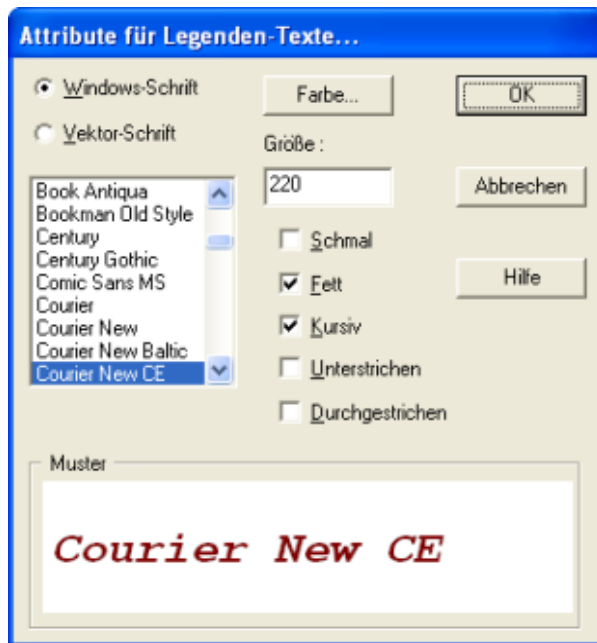 Attribute für Legenden-Texte...
Windows-Schrift
Vektor-Schrift
Farbe...
OK
Größe :
220
Abbrechen
Book Antiqua
Bookman Old Style
Century
Century Gothic
Comic Sans MS
Courier
Courier New
Courier New Baltic
Courier New CE
Schmal
Fett
Kursiv
Unterstrichen
Durchgestrichen
Hilfe
Muster
Courier New CE